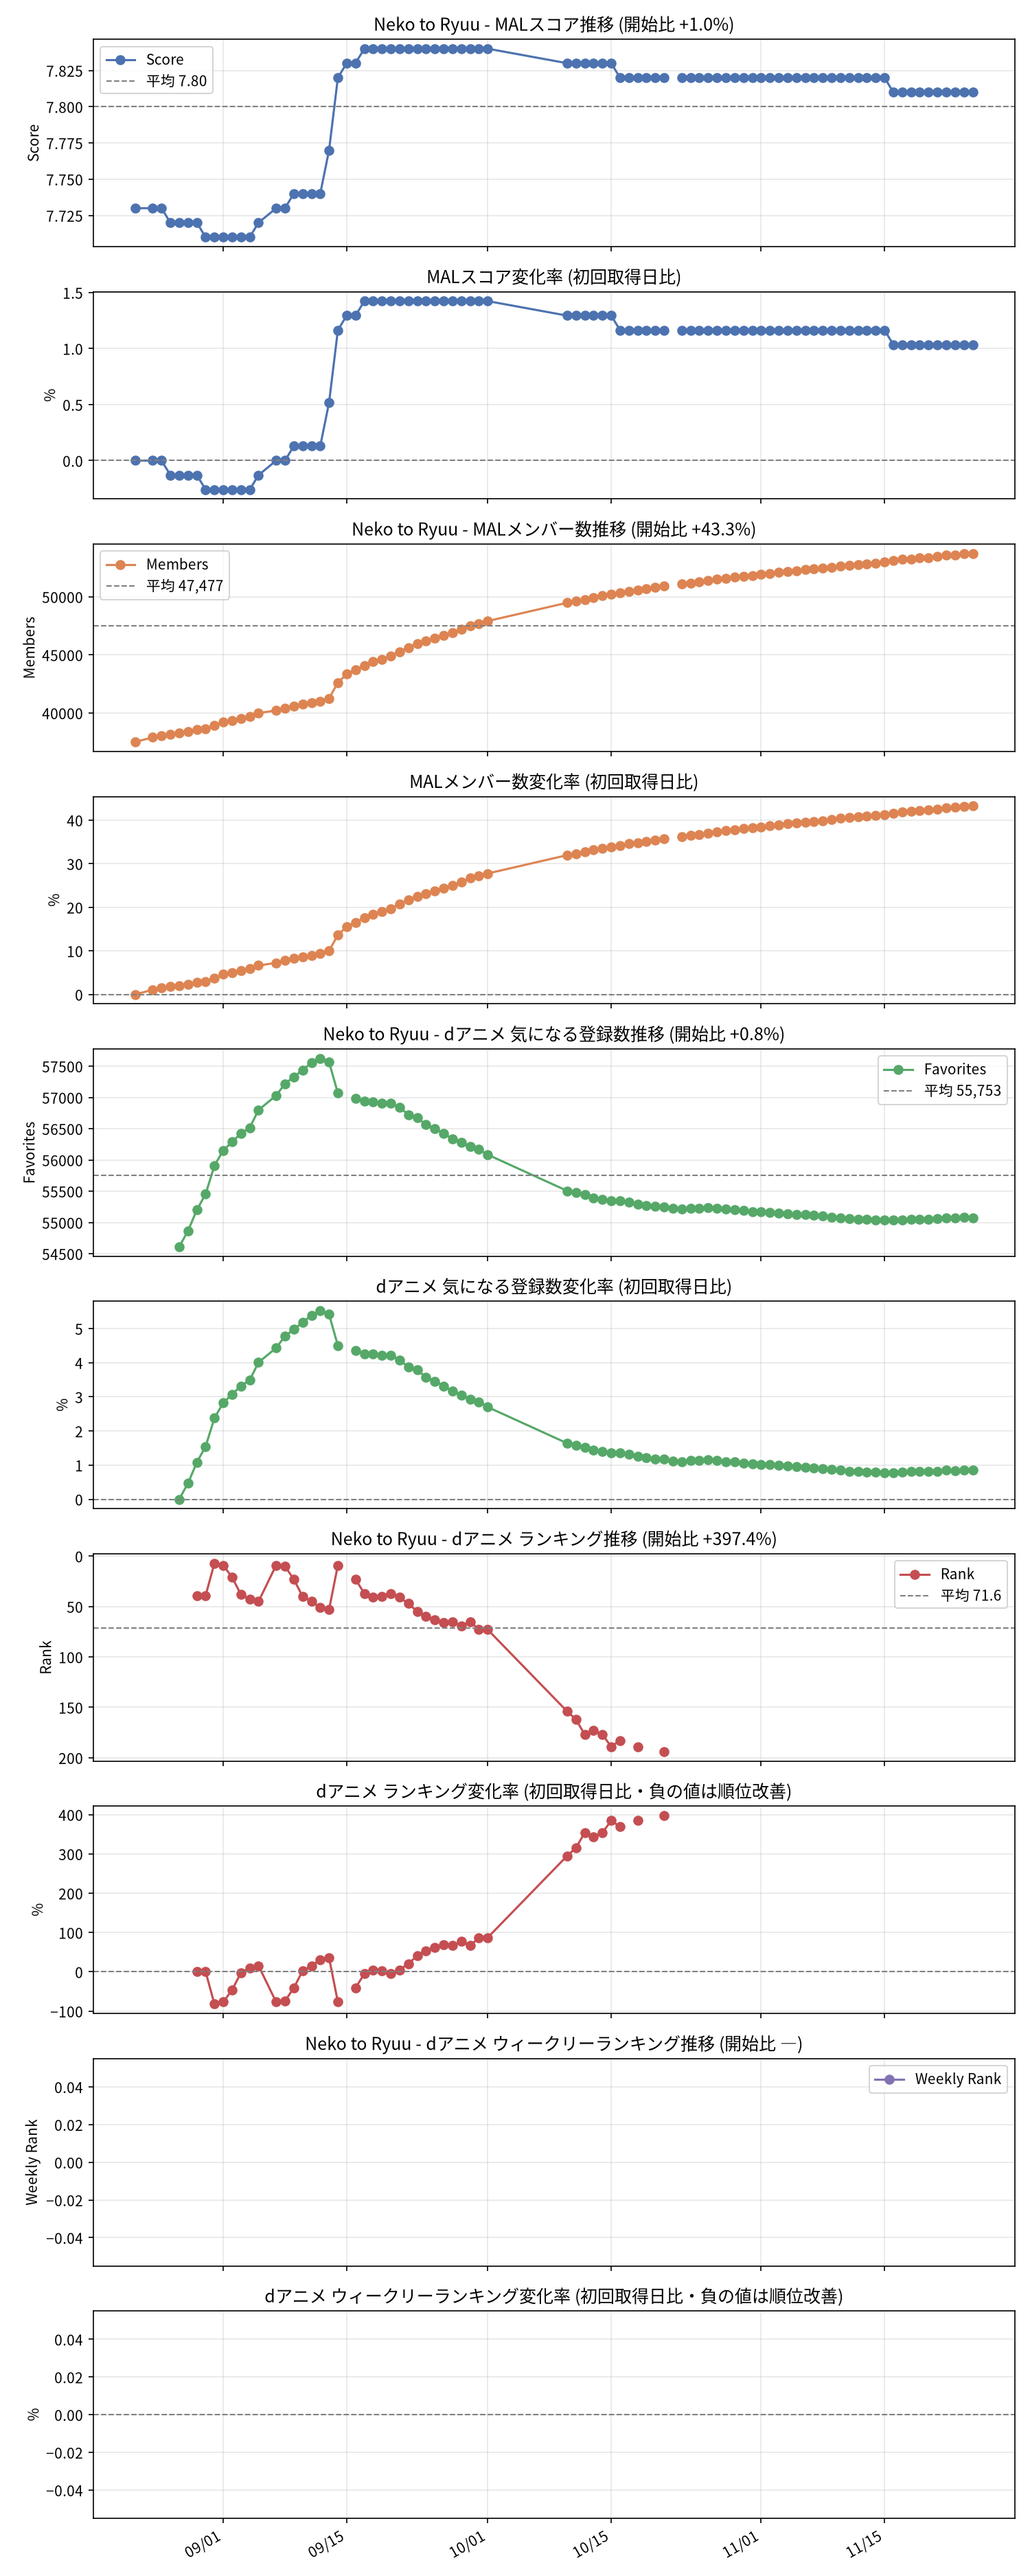 Neko to Ryuu - MALスコア推移 (開始比 +1.0%)
Score
平均 7.80
Score
7.825
7.800
7.775
7.750
7.725
MALスコア変化率 (初回取得日比)
%
1.5
1.0
0.5
0.0
Neko to Ryuu - MALメンバー数推移 (開始比 +43.3%)
Members
平均 47,477
Members
50000
45000
40000
MALメンバー数変化率 (初回取得日比)
%
40
30
20
10
0
Neko to Ryuu - dアニメ 気になる登録数推移 (開始比 +0.8%)
Favorites
平均 55,753
Favorites
57500
57000
56500
56000
55500
55000
54500
dアニメ 気になる登録数変化率 (初回取得日比)
%
5
4
3
2
1
0
Neko to Ryuu - dアニメ ランキング推移 (開始比 +397.4%)
Rank
平均 71.6
Rank
0
50
100
150
200
dアニメ ランキング変化率 (初回取得日比・負の値は順位改善)
%
400
300
200
100
0
−100
Neko to Ryuu - dアニメ ウィークリーランキング推移 (開始比 —)
Weekly Rank
Weekly Rank
0.04
0.02
0.00
−0.02
−0.04
dアニメ ウィークリーランキング変化率 (初回取得日比・負の値は順位改善)
%
0.04
0.02
0.00
−0.02
−0.04
09/01
09/15
10/01
10/15
11/01
11/15